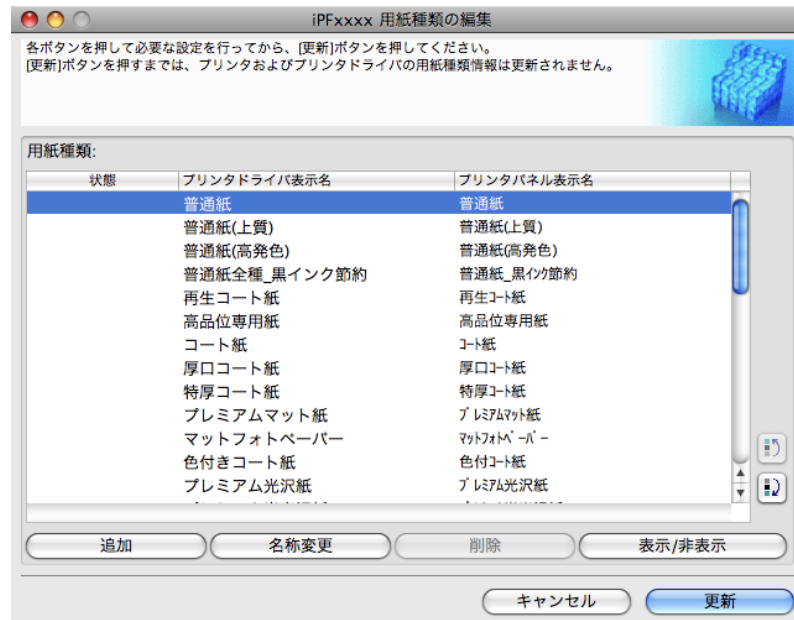 iPFxxxx 用紙種類の編集
各ボタンを押して必要な設定を行ってから、[更新]ボタンを押してください。
[更新]ボタンを押すまでは、プリンタおよびプリンタドライバの用紙種類情報は更新されません。
用紙種類:
状態 プリンタドライバ表示名 プリンタパネル表示名
普通紙 普通紙
普通紙(上質) 普通紙(上質)
普通紙(高発色) 普通紙(高発色)
普通紙全種_黒インク節約 普通紙_黒ｲﾝｸ節約
再生コート紙 再生ｺｰﾄ紙
高品位専用紙 高品位専用紙
コート紙 ｺｰﾄ紙
厚口コート紙 厚口ｺｰﾄ紙
特厚コート紙 特厚ｺｰﾄ紙
プレミアムマット紙 ﾌﾟﾚﾐｱﾑﾏｯﾄ紙
マットフォトペーパー ﾏｯﾄﾌｫﾄﾍﾟｰﾊﾟｰ
色付きコート紙 色付ｺｰﾄ紙
プレミアム光沢紙 ﾌﾟﾚﾐｱﾑ光沢紙
追加 名称変更 削除 表示/非表示
キャンセル 更新